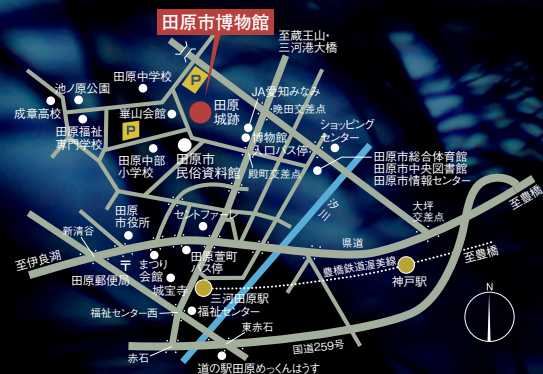 田原市博物館
至蔵王山・
三河港大橋
田原中学校
池ノ原公園
P
成章高校
崋山会館
田原
城跡
JA愛知みなみ
晩田交差点
田原福祉
専門学校
P
博物館
入口バス停
ショッピング
センター
田原中部
小学校
田原市
民俗資料館
殿町交差点
田原市総合体育館
田原市中央図書館
田原市情報センター
汐川
大坪
交差点
至豊橋
田原
市役所
セントファーレ
新清谷
県道
至伊良湖
〒
田原郵便局
まつり
会館
田原萱町
バス停
豊橋鉄道渥美線
至豊橋
城宝寺
神戸駅
三河田原駅
福祉センター西
福祉センター
N
東赤石
赤石
国道259号
道の駅田原めっくんはうす